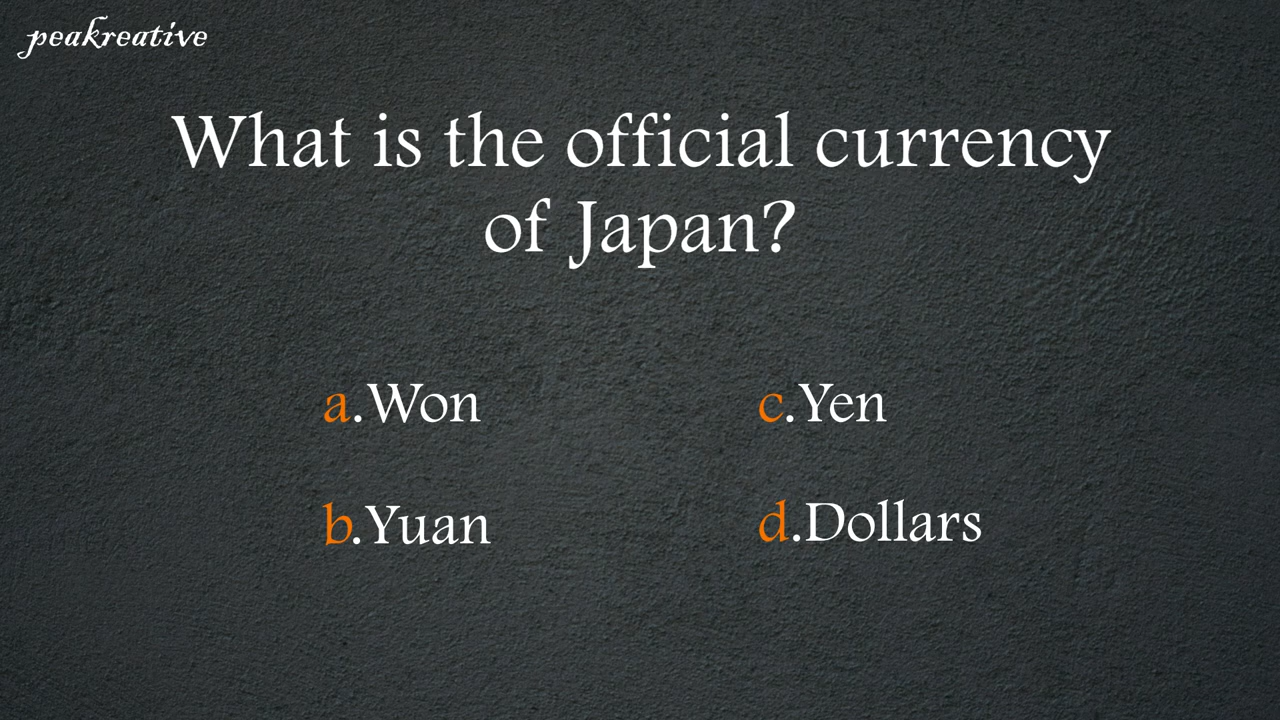 peakreative
What is the official currency
of Japan?
a.Won
b.Yuan
c.Yen
d.Dollars